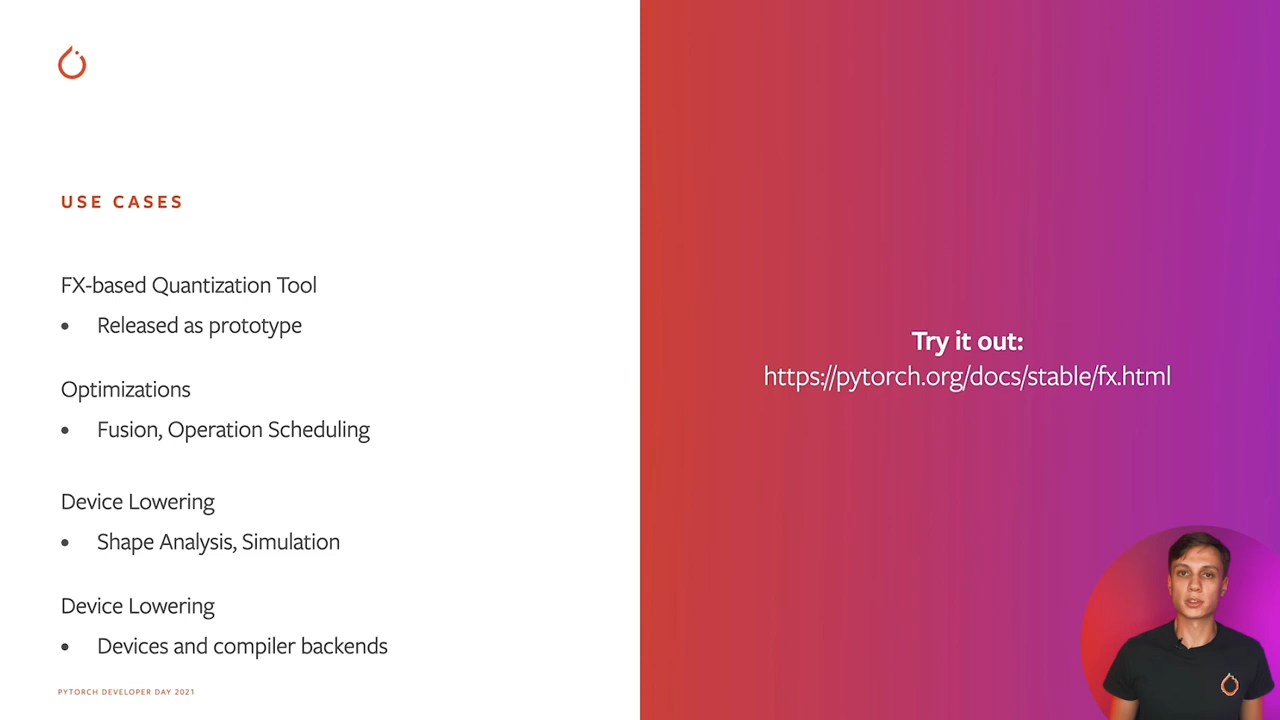 USE CASES
FX-based Quantization Tool
• Released as prototype
Optimizations
• Fusion, Operation Scheduling
Device Lowering
• Shape Analysis, Simulation
Device Lowering
• Devices and compiler backends
PYTORCH DEVELOPER DAY 2021
Try it out:
https://pytorch.org/docs/stable/fx.html